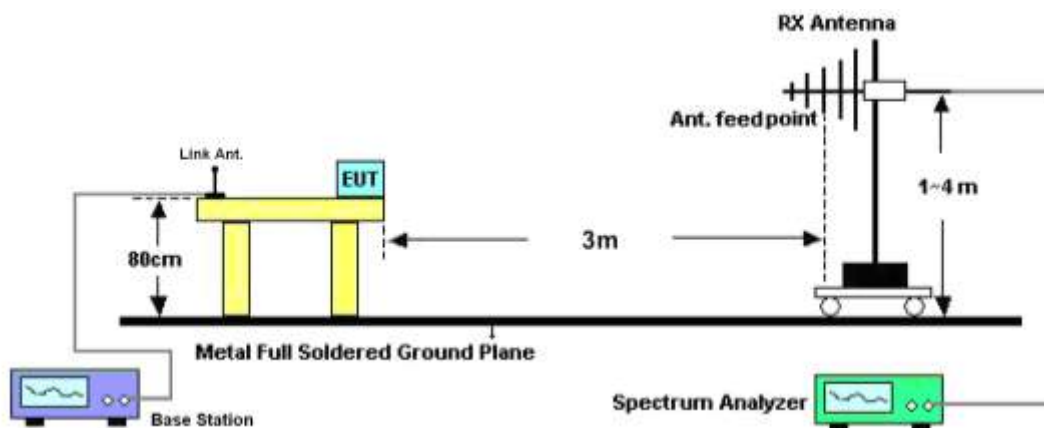 RX Antenna
Ant. feedpoint
Link Ant.
EUT
1~4 m
3m
80cm
Metal Full Soldered Ground Plane
Spectrum Analyzer
Base Station